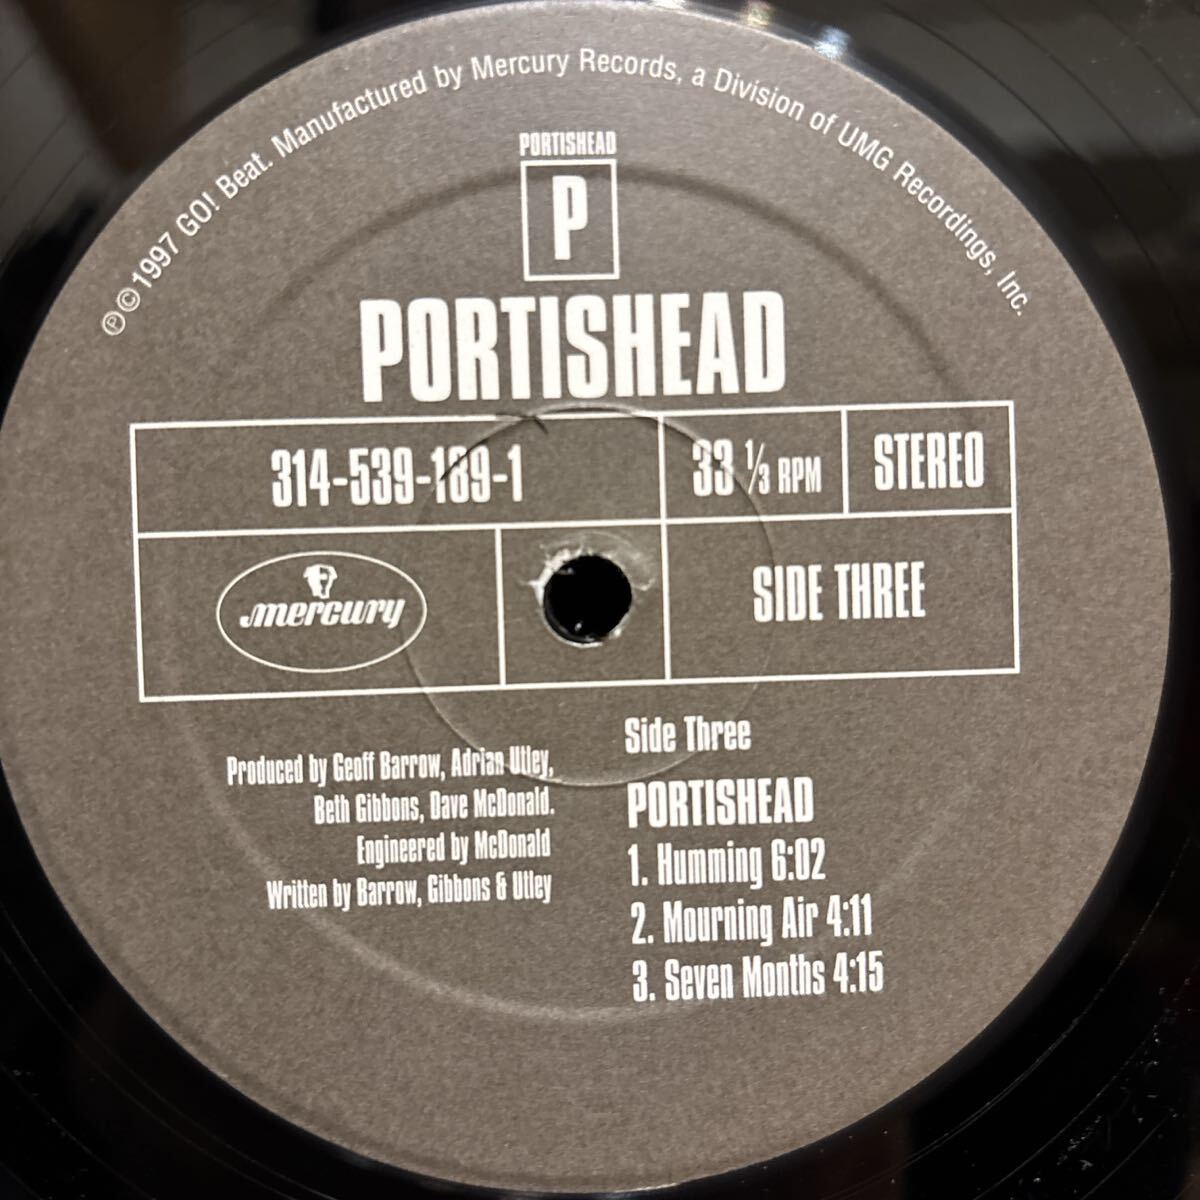 ℗ © 1997 GO! Beat. Manufactured by Mercury Records, a Division of UMG Recordings, Inc.
PORTISHEAD
P
PORTISHEAD
314-539-189-1
33 1/3 RPM
STEREO
mercury
SIDE THREE
Produced by Geoff Barrow, Adrian Utley,
Beth Gibbons, Dave McDonald.
Engineered by McDonald
Written by Barrow, Gibbons & Utley
Side Three
PORTISHEAD
1. Humming 6:02
2. Mourning Air 4:11
3. Seven Months 4:15